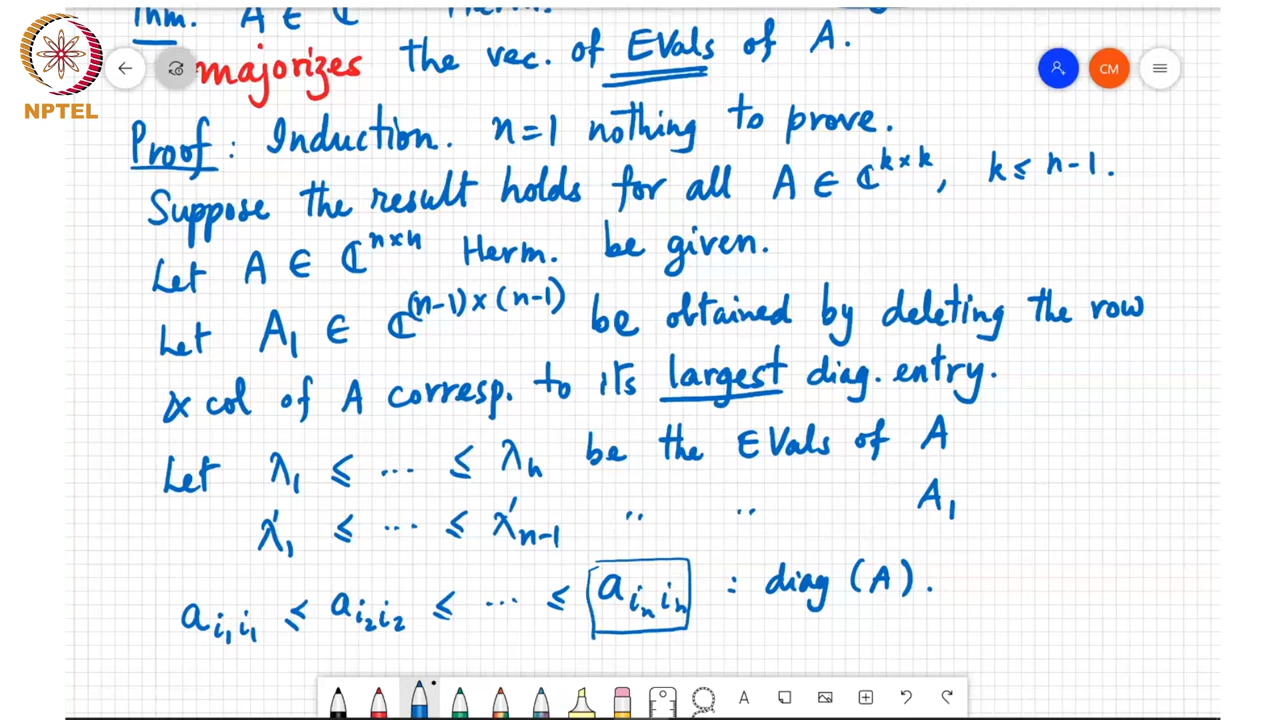 Thm. A ∈ ℂ Herm.
majorizes the vec. of EVals of A.
NPTEL
CM
Proof: Induction. n=1 nothing to prove.
Suppose the result holds for all A ∈ ℂ^{k×k}, k ≤ n-1.
Let A ∈ ℂ^{n×n} Herm. be given.
Let A₁ ∈ ℂ^{(n-1)×(n-1)} be obtained by deleting the row
& col of A corresp. to its largest diag. entry.
Let λ₁ ≤ ... ≤ λₙ be the EVals of A
λ'₁ ≤ ... ≤ λ'ₙ₋₁ " " A₁
a_{i₁i₁} ≤ a_{i₂i₂} ≤ ... ≤ a_{iₙiₙ} : diag (A).
A